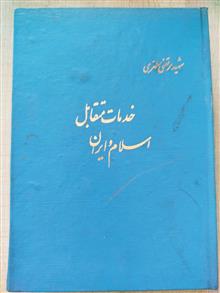 شهید مرتضی مطهری
خدمات متقابل
اسلام و ایران